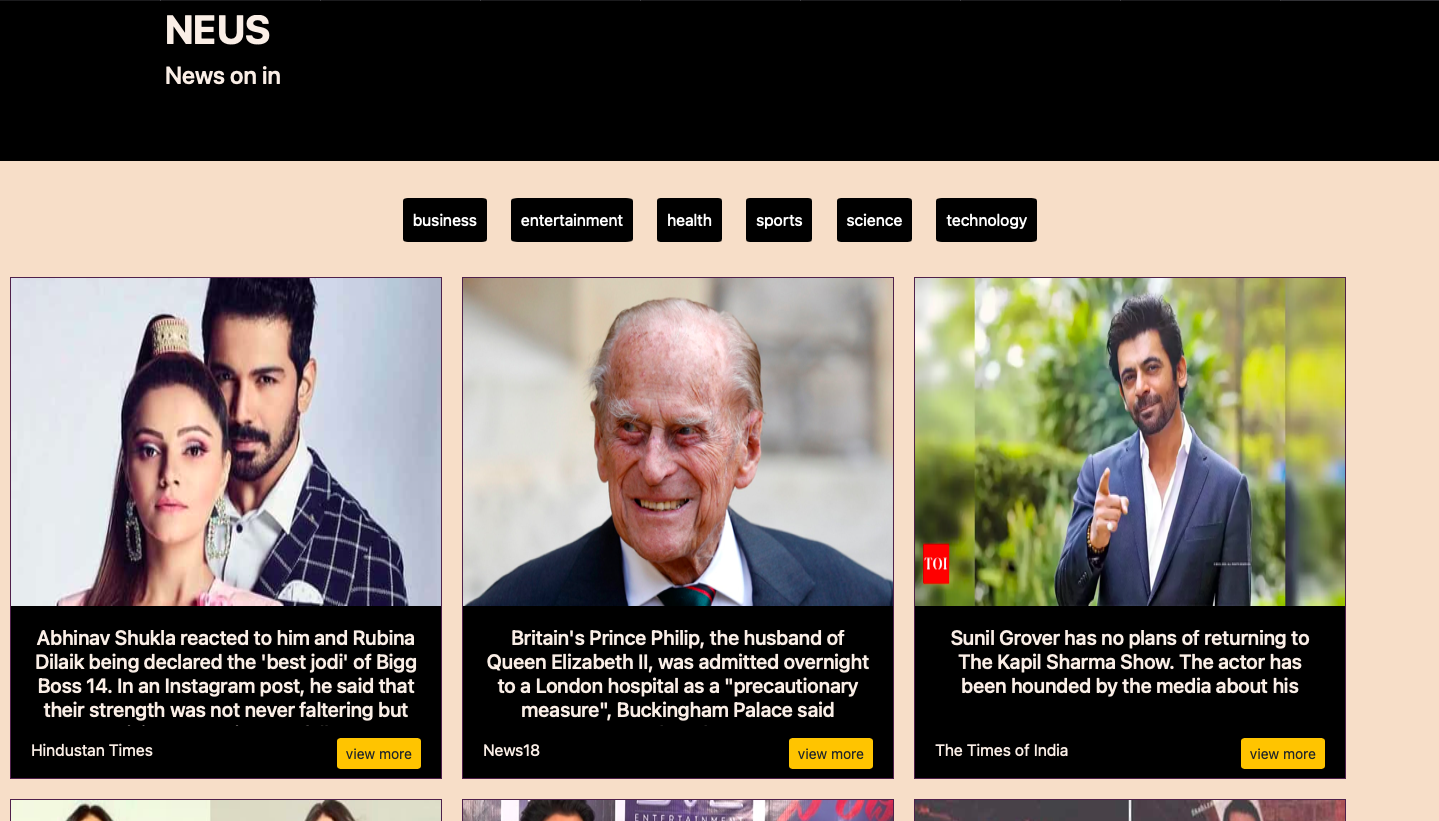 NEUS
News on in
business
entertainment
health
sports
science
technology
TOI
Abhinav Shukla reacted to him and Rubina
Dilaik being declared the 'best jodi' of Bigg
Boss 14. In an Instagram post, he said that
their strength was not never faltering but
Hindustan Times
view more
Britain's Prince Philip, the husband of
Queen Elizabeth II, was admitted overnight
to a London hospital as a "precautionary
measure", Buckingham Palace said
News18
view more
Sunil Grover has no plans of returning to
The Kapil Sharma Show. The actor has
been hounded by the media about his
The Times of India
view more
ENTERTAINMENT